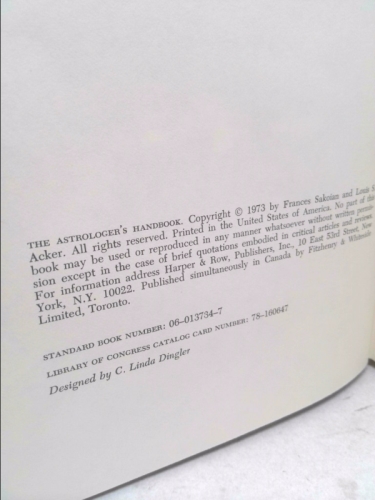 THE ASTROLOGER'S HANDBOOK. Copyright © 1973 by Frances Sakoian and Louis S.
Acker. All rights reserved. Printed in the United States of America. No part of this
book may be used or reproduced in any manner whatsoever without written permis-
sion except in the case of brief quotations embodied in critical articles and reviews.
For information address Harper & Row, Publishers, Inc., 10 East 53rd Street, New
York, N.Y. 10022. Published simultaneously in Canada by Fitzhenry & Whiteside
Limited, Toronto.
STANDARD BOOK NUMBER: 06-013734-7
LIBRARY OF CONGRESS CATALOG CARD NUMBER: 78-160647
Designed by C. Linda Dingler